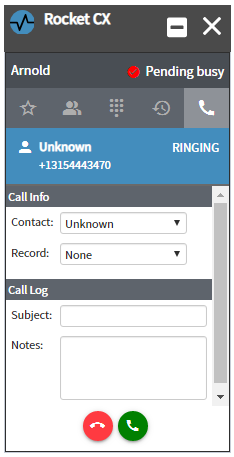 Rocket CX
Arnold
Pending busy
Unknown
RINGING
+13154443470
Call Info
Contact: Unknown
Record: None
Call Log
Subject:
Notes: